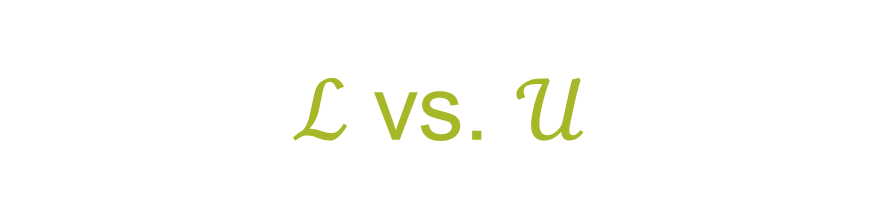 ℒ vs. 𝒰